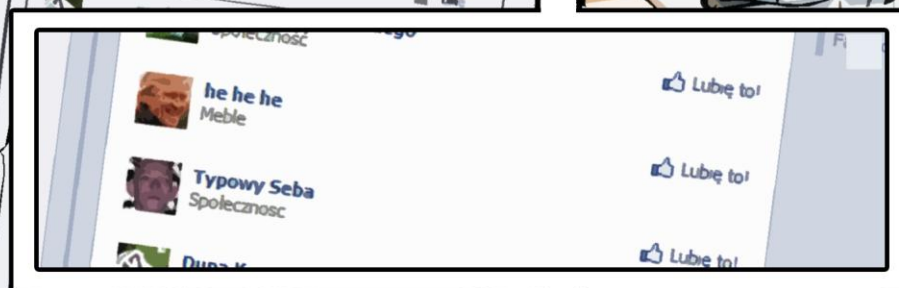 Społeczność
Lubię to!
he he he
Meble
Lubię to!
Typowy Seba
Społecznosc
Lubię to!